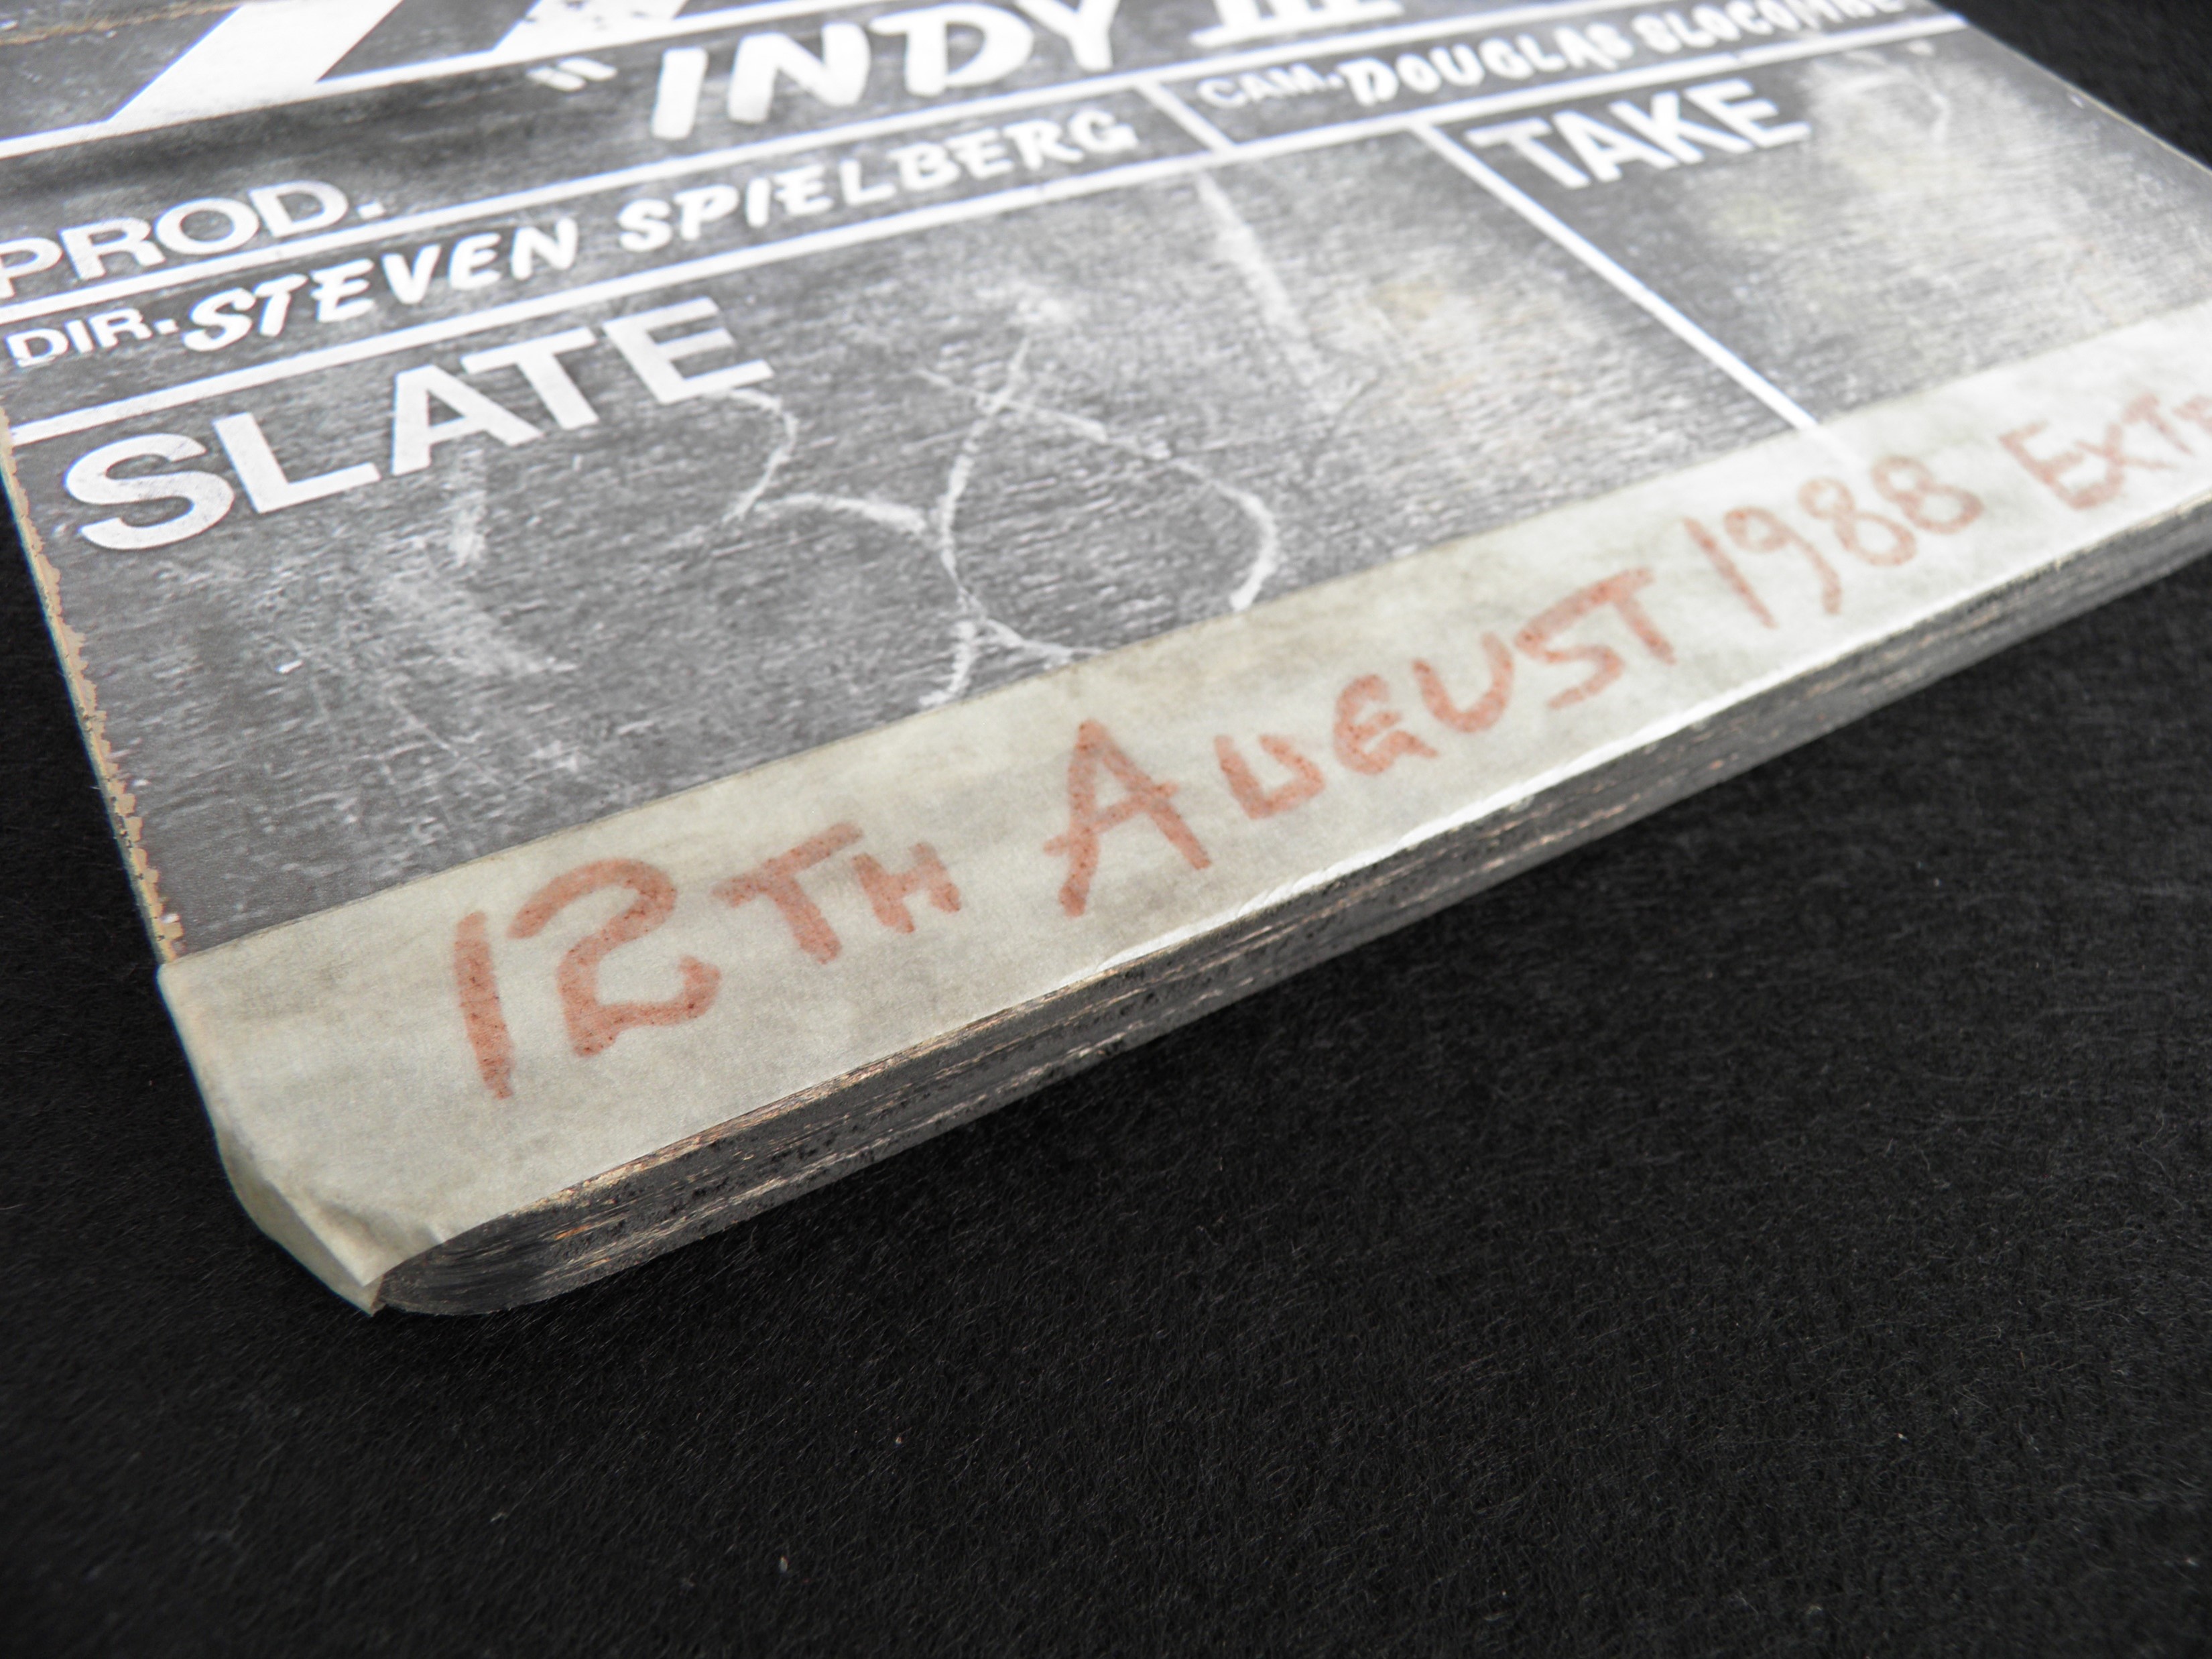 PROD. "INDY III
DIR. STEVEN SPIELBERG CAM. DOUGLAS SLOCOMBE
SLATE TAKE
12TH AUGUST 1988